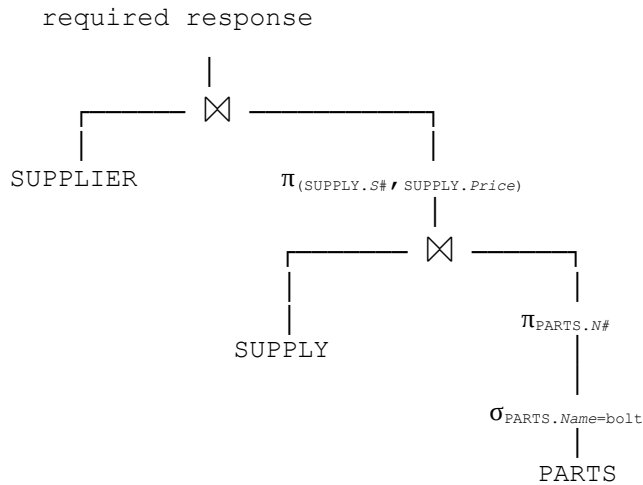 required response
⋈
SUPPLIER
π(SUPPLY.S#, SUPPLY.Price)
⋈
SUPPLY
πPARTS.N#
σPARTS.Name=bolt
PARTS